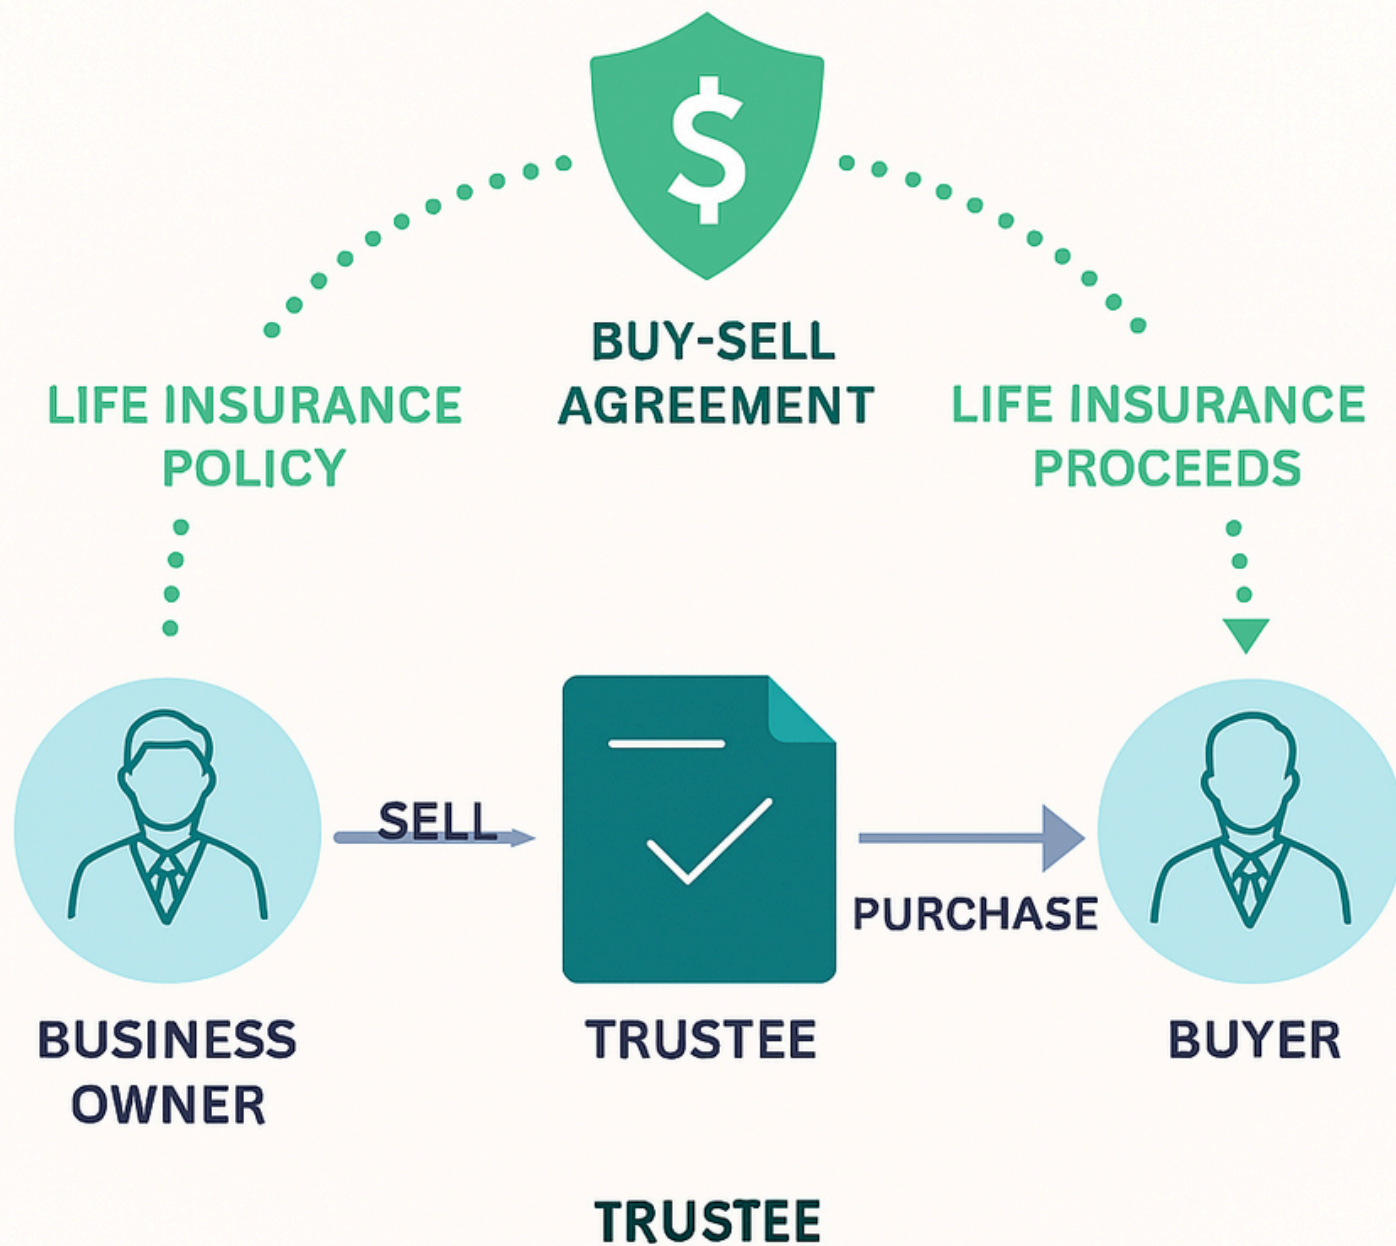 $
BUY-SELL
AGREEMENT
LIFE INSURANCE
POLICY
LIFE INSURANCE
PROCEEDS
SELL
PURCHASE
BUSINESS
OWNER
TRUSTEE
BUYER
TRUSTEE